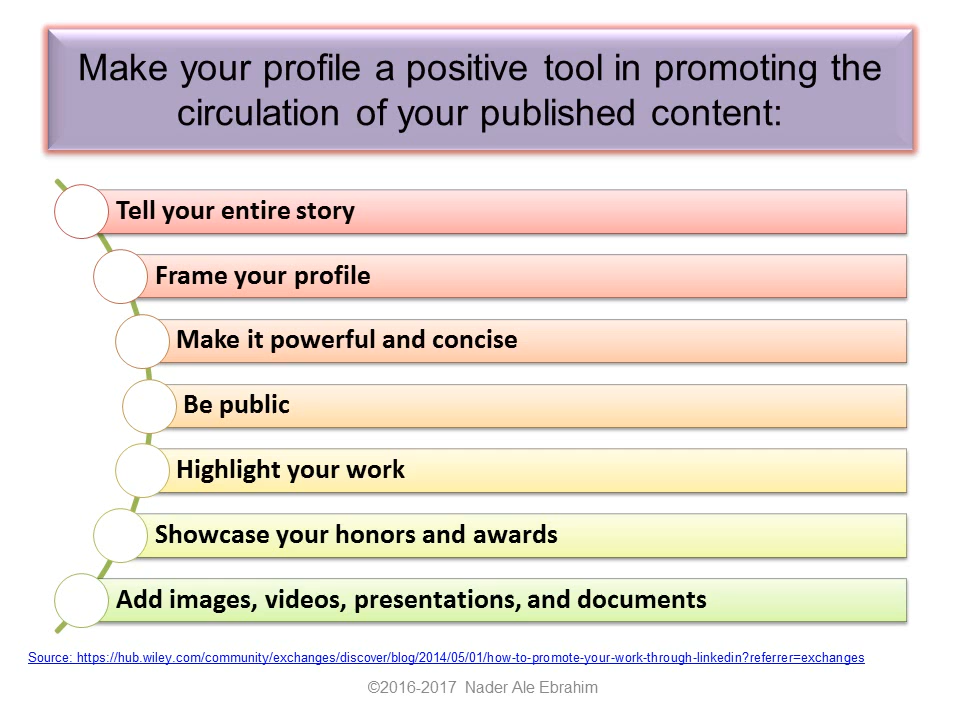 Make your profile a positive tool in promoting the
circulation of your published content:
Tell your entire story
Frame your profile
Make it powerful and concise
Be public
Highlight your work
Showcase your honors and awards
Add images, videos, presentations, and documents
Source: https://hub.wiley.com/community/exchanges/discover/blog/2014/05/01/how-to-promote-your-work-through-linkedin?referrer=exchanges
©2016-2017 Nader Ale Ebrahim